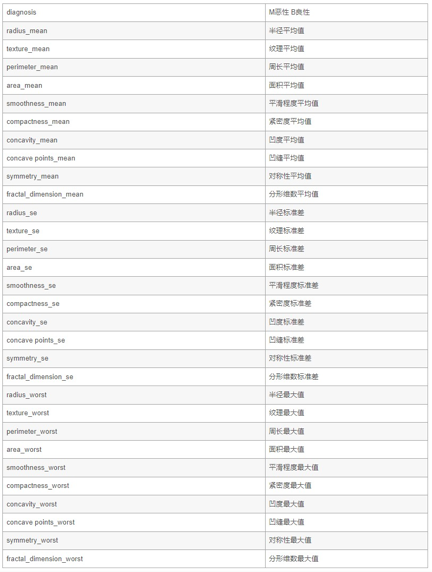 diagnosis M恶性 B良性
radius_mean 半径平均值
texture_mean 纹理平均值
perimeter_mean 周长平均值
area_mean 面积平均值
smoothness_mean 平滑程度平均值
compactness_mean 紧密度平均值
concavity_mean 凹度平均值
concave points_mean 凹缝平均值
symmetry_mean 对称性平均值
fractal_dimension_mean 分形维数平均值
radius_se 半径标准差
texture_se 纹理标准差
perimeter_se 周长标准差
area_se 面积标准差
smoothness_se 平滑程度标准差
compactness_se 紧密度标准差
concavity_se 凹度标准差
concave points_se 凹缝标准差
symmetry_se 对称性标准差
fractal_dimension_se 分形维数标准差
radius_worst 半径最大值
texture_worst 纹理最大值
perimeter_worst 周长最大值
area_worst 面积最大值
smoothness_worst 平滑程度最大值
compactness_worst 紧密度最大值
concavity_worst 凹度最大值
concave points_worst 凹缝最大值
symmetry_worst 对称性最大值
fractal_dimension_worst 分形维数最大值